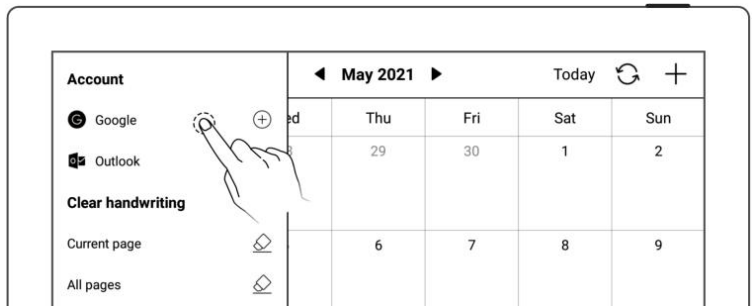 Account
Google
Outlook
Clear handwriting
Current page
All pages
May 2021 Today
ed Thu Fri Sat Sun
29 30 1 2
6 7 8 9